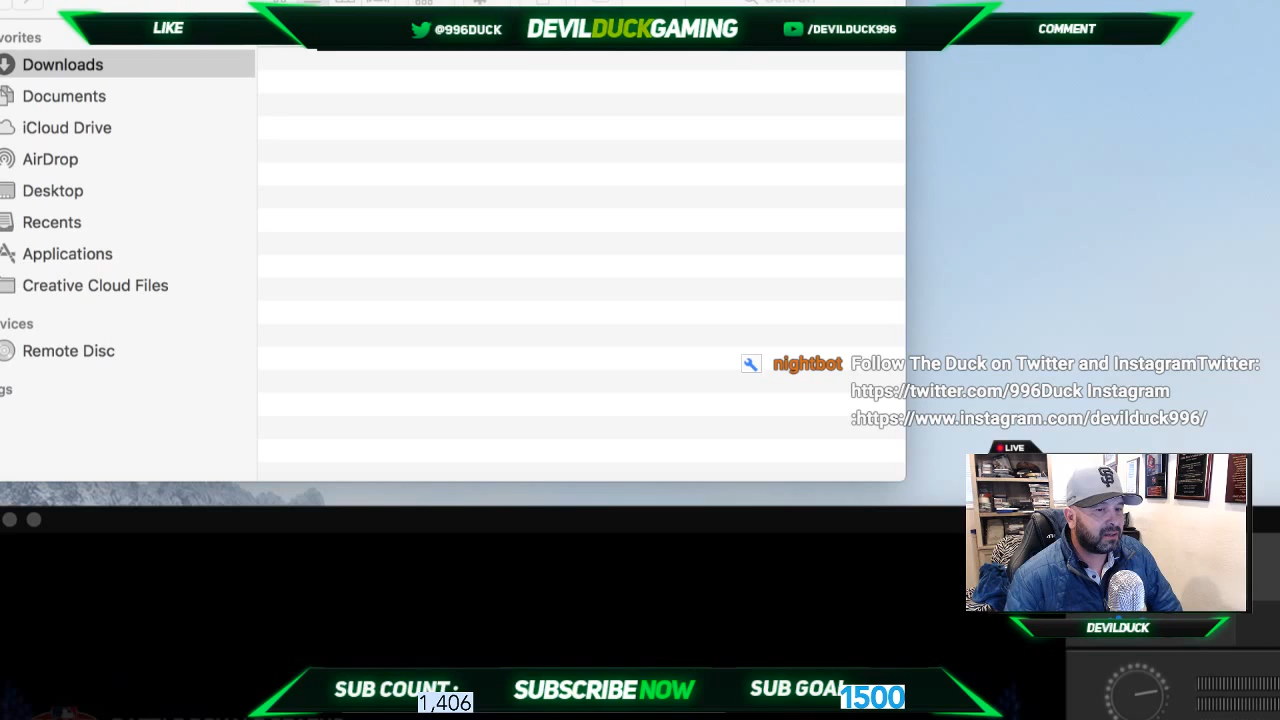 LIKE
@996DUCK
DEVILDUCKGAMING
/DEVILDUCK996
COMMENT
vorites
Downloads
Documents
iCloud Drive
AirDrop
Desktop
Recents
Applications
Creative Cloud Files
vices
Remote Disc
gs
nightbot Follow The Duck on Twitter and InstagramTwitter:
https://twitter.com/996Duck Instagram
:https://www.instagram.com/devilduck996/
LIVE
DEVILDUCK
SUB COUNT :
1,406
SUBSCRIBE NOW
SUB GOAL
1500